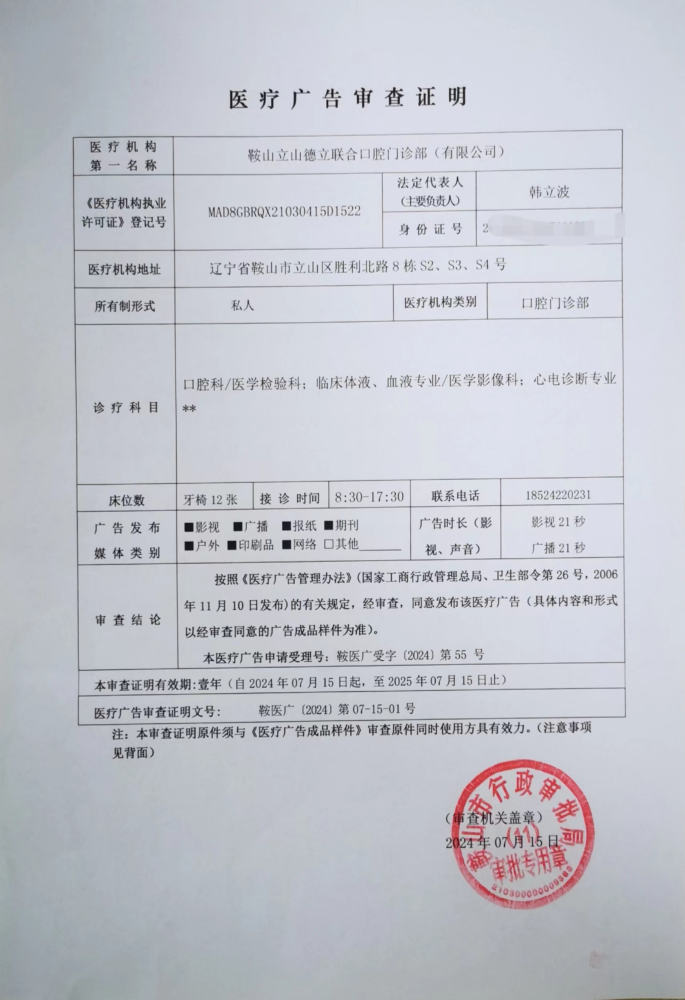 医疗广告审查证明
医疗机构
第一名称
鞍山立山德立联合口腔门诊部（有限公司）
《医疗机构执业
许可证》登记号
MAD8GBRQX21030415D1522
法定代表人
（主要负责人）
韩立波
身份证号
2
医疗机构地址
辽宁省鞍山市立山区胜利北路8栋S2、S3、S4号
所有制形式
私人
医疗机构类别
口腔门诊部
诊疗科目
口腔科/医学检验科；临床体液、血液专业/医学影像科；心电诊断专业
**
床位数
牙椅12张
接诊时间
8:30-17:30
联系电话
18524220231
广告发布
媒体类别
■影视 ■广播 ■报纸 ■期刊
■户外 ■印刷品 ■网络 □其他______
广告时长（影
视、声音）
影视21秒
广播21秒
审查结论
按照《医疗广告管理办法》(国家工商行政管理总局、卫生部令第26号，2006
年11月10日发布)的有关规定，经审查，同意发布该医疗广告（具体内容和形式
以经审查同意的广告成品样件为准）。
本医疗广告申请受理号：鞍医广受字〔2024〕第55 号
本审查证明有效期:壹年（自2024年07月15日起，至2025年07月15日止）
医疗广告审查证明文号: 鞍医广〔2024〕第07-15-01号
注：本审查证明原件须与《医疗广告成品样件》审查原件同时使用方具有效力。（注意事项
见背面）
（审查机关盖章）
2024年07月15日
鞍山市行政审批局
(11)
审批专用章